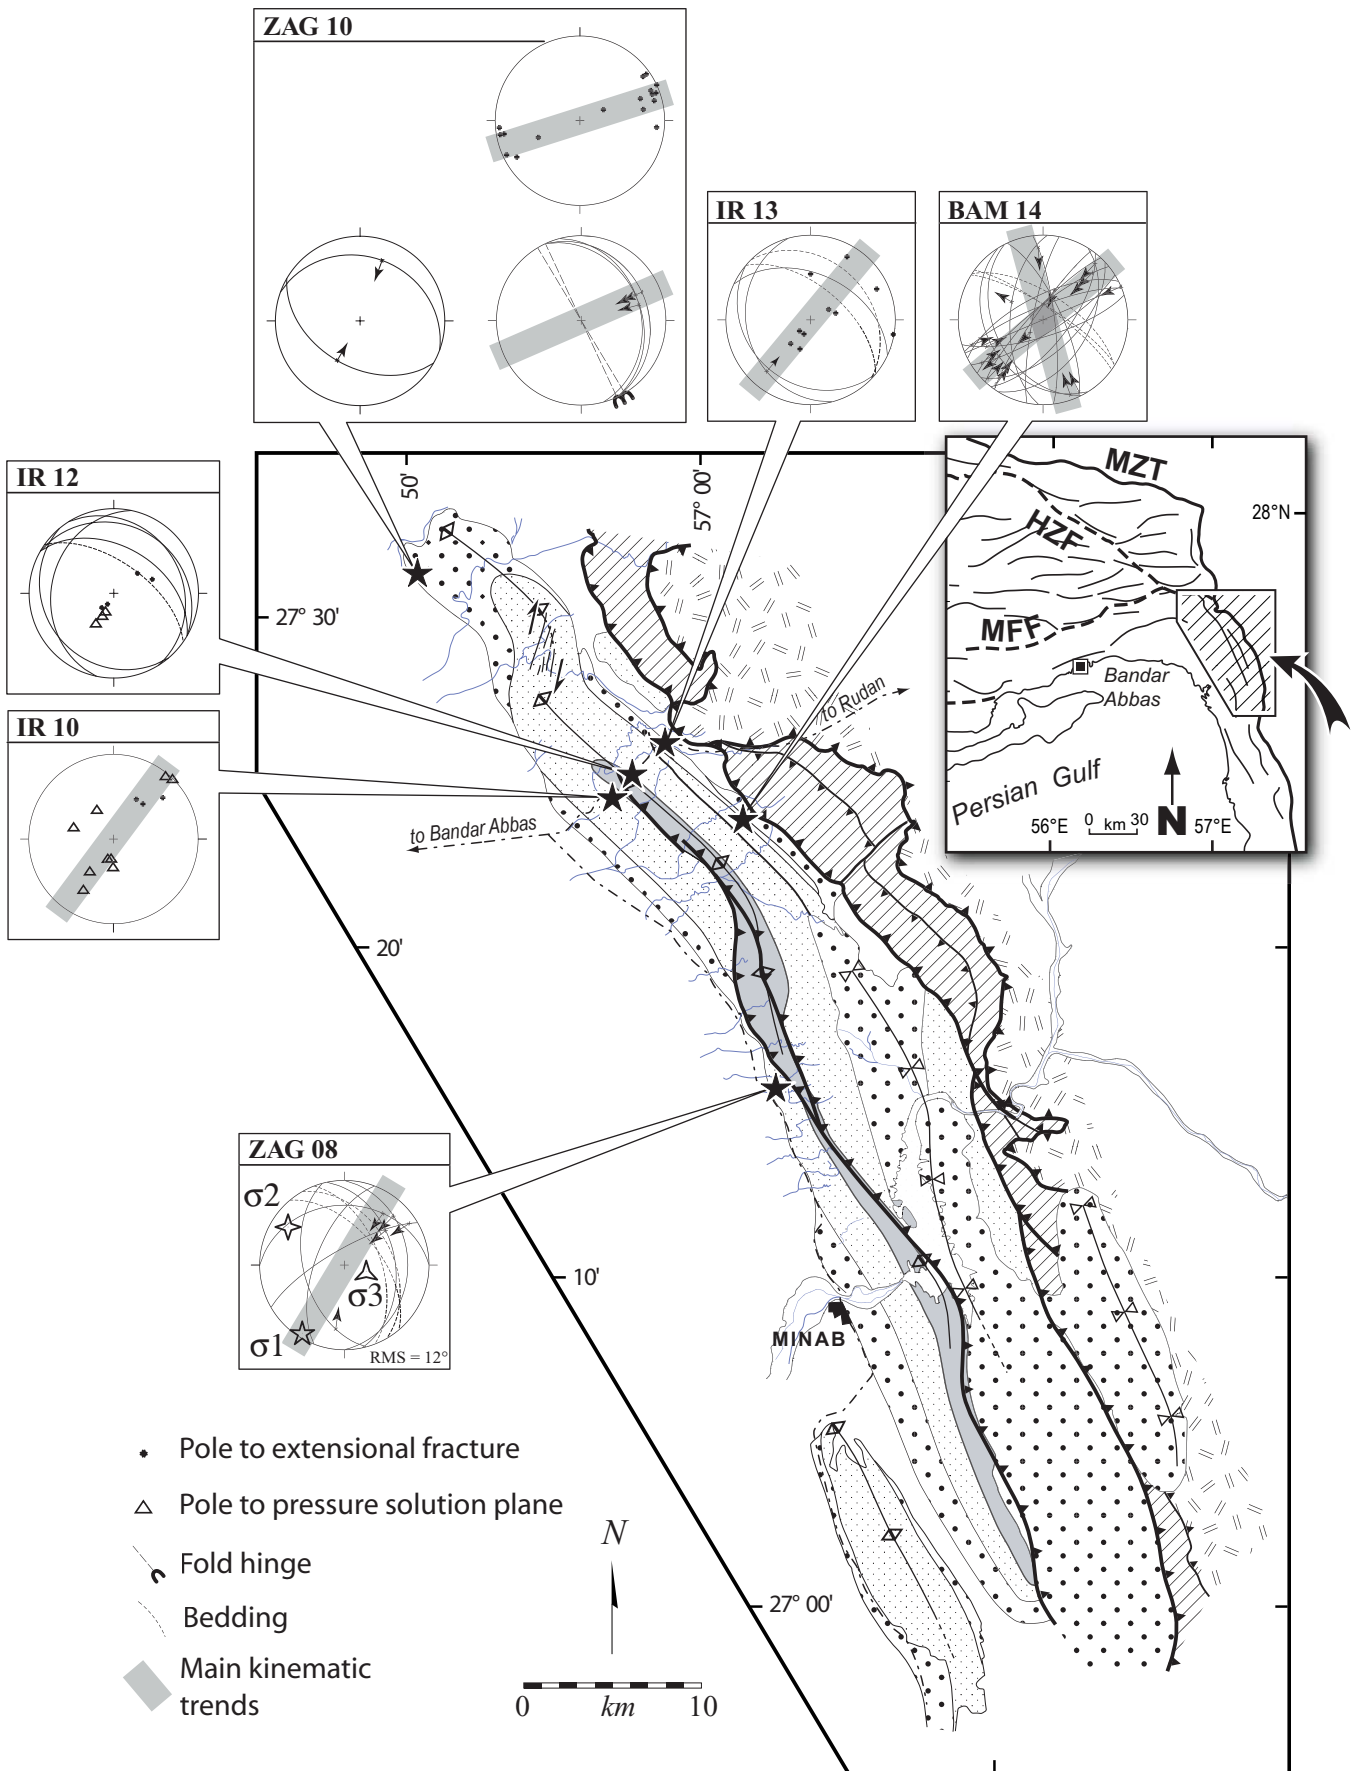 ZAG 10
IR 13
BAM 14
IR 12
50'
57° 00'
MZT
28°N
HZF
27° 30'
MFF
Bandar
Abbas
to Rudan
IR 10
Persian Gulf
to Bandar Abbas
56°E
0 km 30
N
57°E
20'
ZAG 08
σ2
σ3
10'
σ1
RMS = 12°
MINAB
Pole to extensional fracture
Pole to pressure solution plane
Fold hinge
N
Bedding
27° 00'
Main kinematic
trends
0 km 10